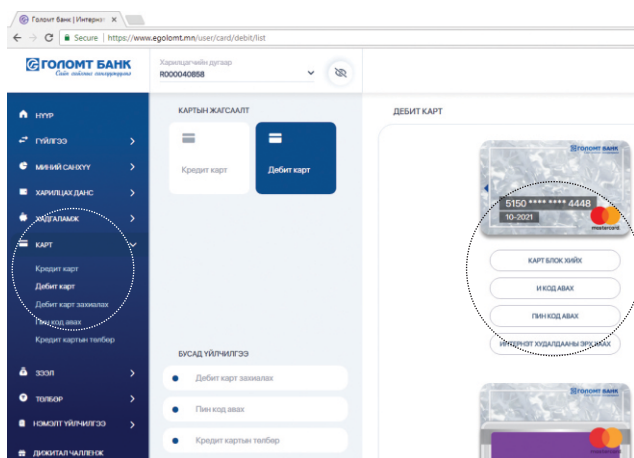 Голомт банк | Интернэт
Secure | https://www.egolomt.mn/user/card/debit/list
ГОЛОМТ БАНК
Харилцагчийн дугаар
R000040858
НҮҮР
ГҮЙЛГЭЭ
МИНИЙ САНХҮҮ
ХАРИЛЦАХ ДАНС
ХАДГАЛАМЖ
КАРТ
Кредит карт
Дебит карт
Дебит карт захиалах
Пин код авах
Кредит картын төлбөр
ЗЭЭЛ
ТӨЛБӨР
НЭМЭЛТ ҮЙЛЧИЛГЭЭ
ДИЖИТАЛ ЧАЛЛЕНЖ
КАРТЫН ЖАГСААЛТ
Кредит карт
Дебит карт
БУСАД ҮЙЛЧИЛГЭЭ
Дебит карт захиалах
Пин код авах
Кредит картын төлбөр
ДЕБИТ КАРТ
ГОЛОМТ БАНК
5150 **** **** 4448
10-2021
mastercard
КАРТ БЛОК ХИЙХ
И КОД АВАХ
ПИН КОД АВАХ
ИНТЕРНЭТ ХУДАЛДААНЫ ЭРХ АВАХ
ГОЛОМТ БАНК